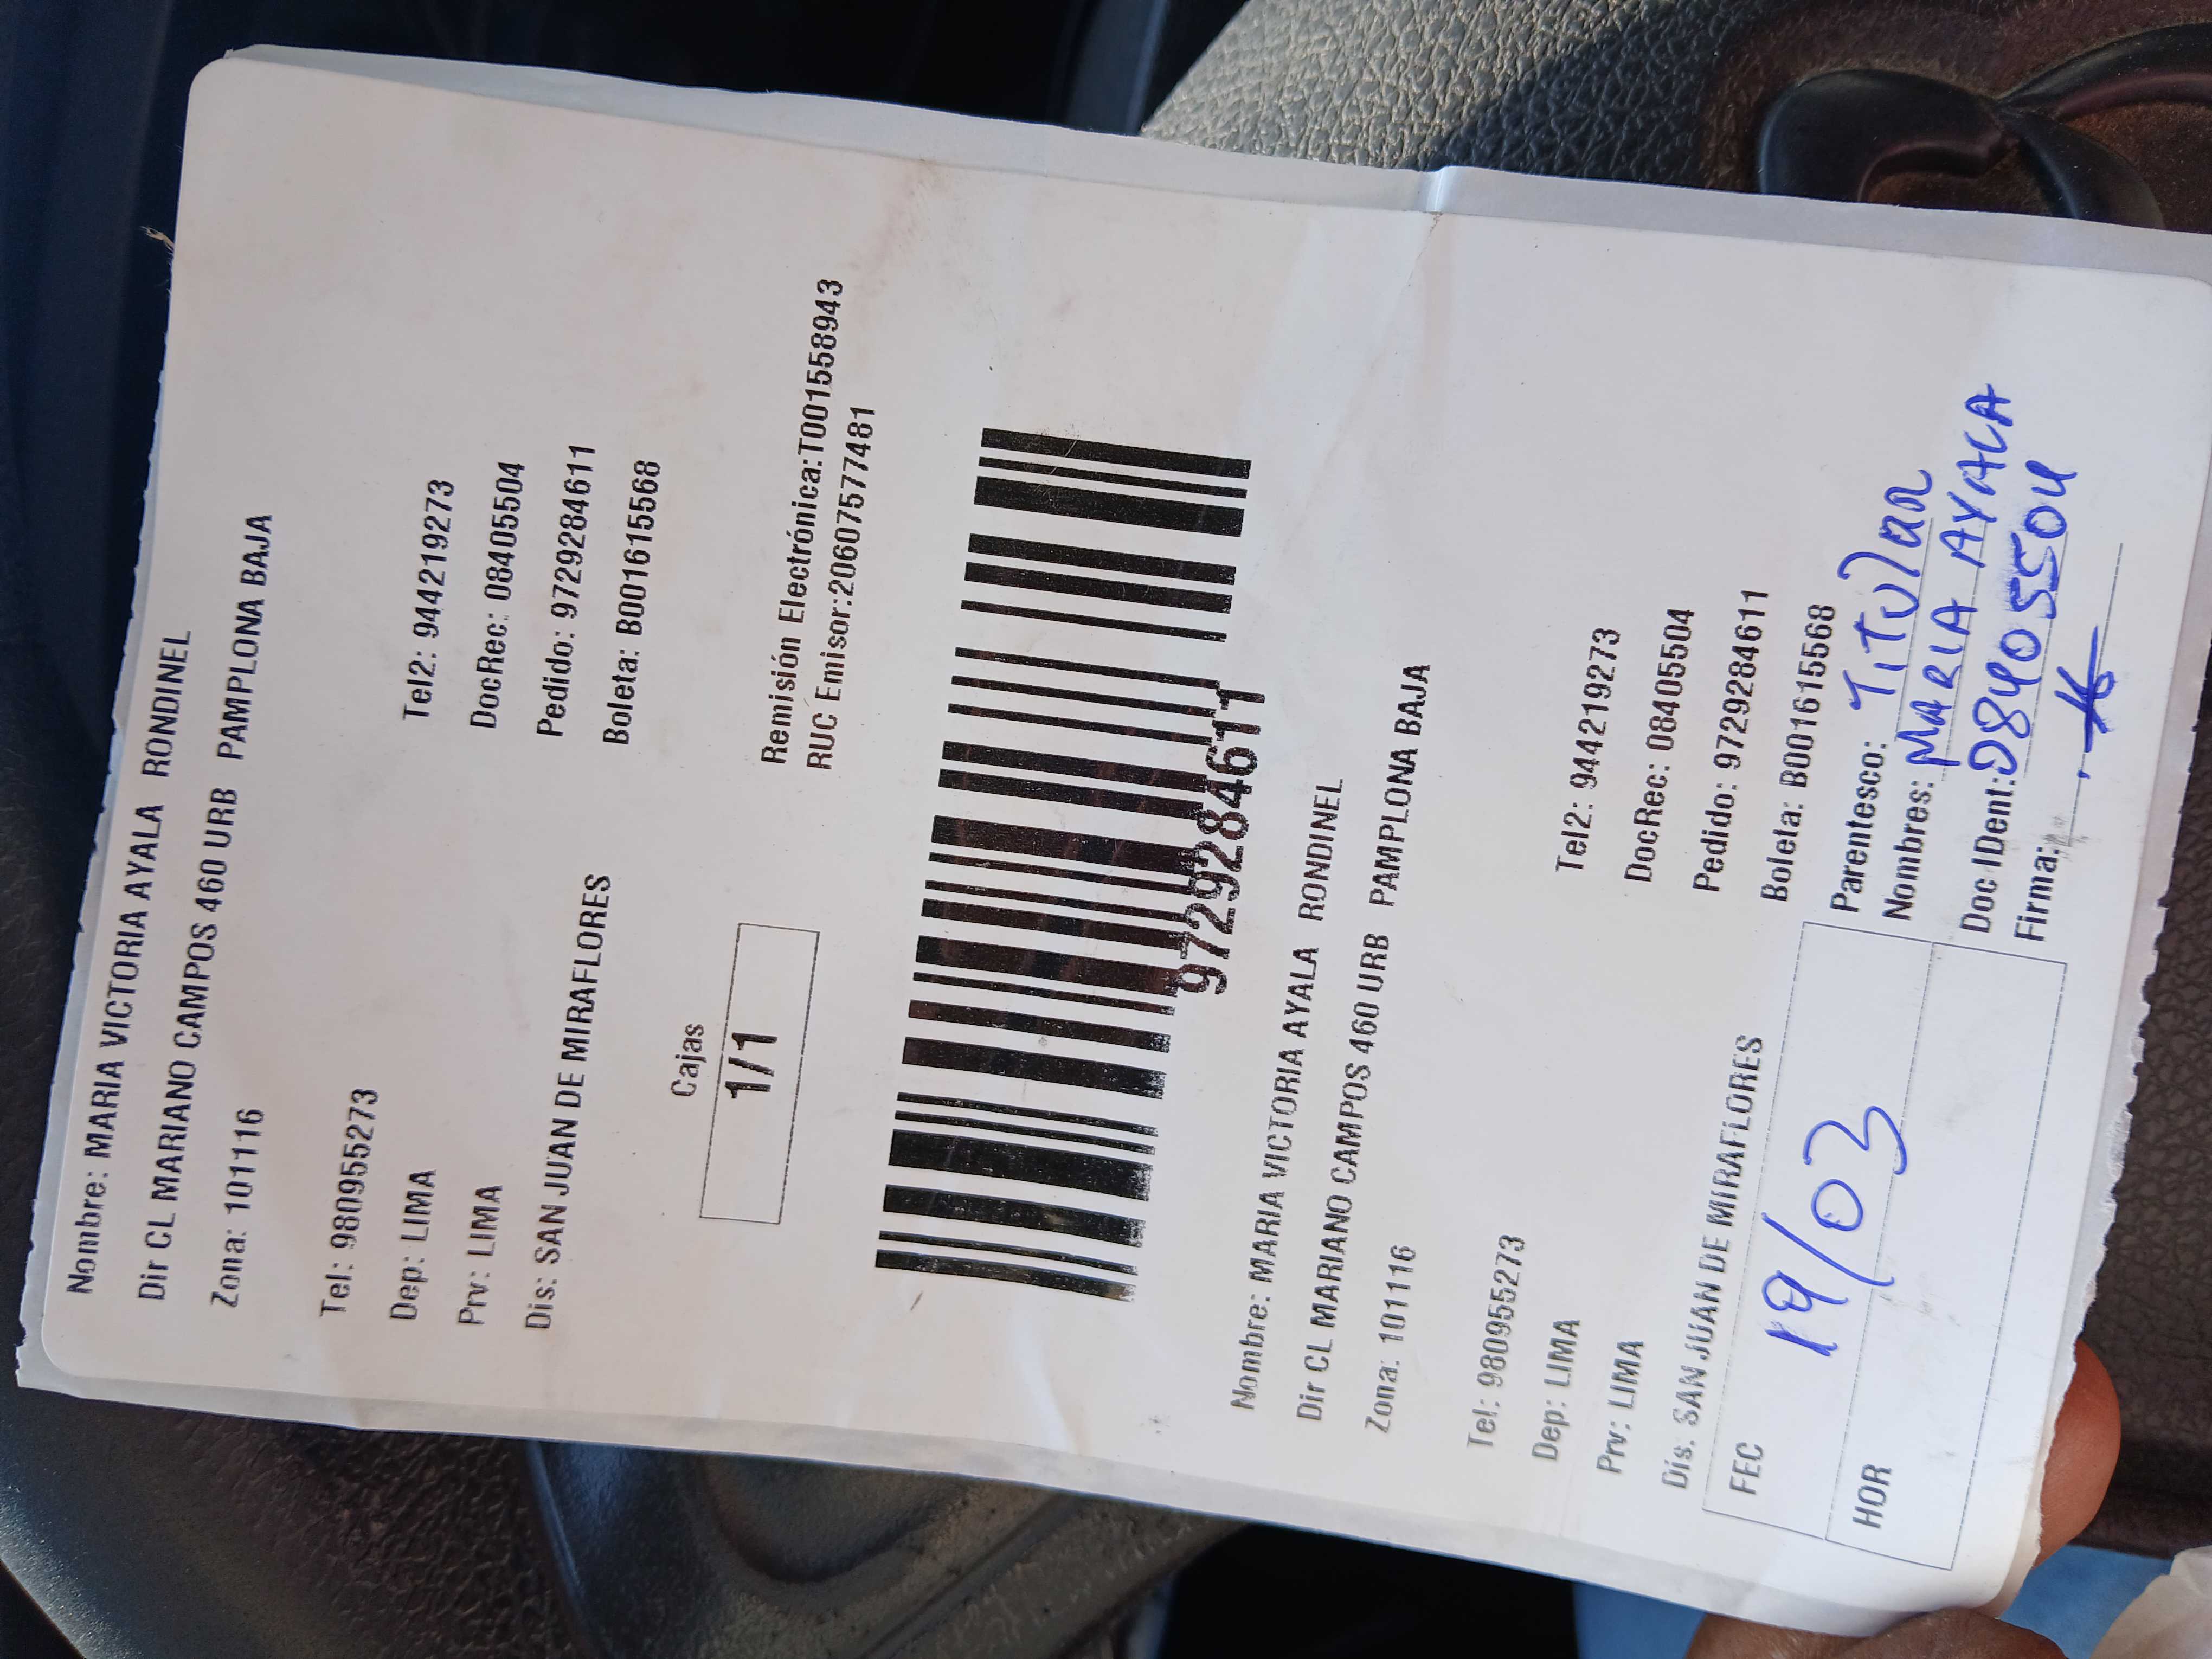 Nombre: MARIA VICTORIA AYALA RONDINEL
Dir CL MARIANO CAMPOS 460 URB PAMPLONA BAJA
Zona: 101116
Tel: 980955273 Tel2: 944219273
Dep: LIMA DocRec: 08405504
Prv: LIMA Pedido: 9729284611
Dis: SAN JUAN DE MIRAFLORES Boleta: B001615568
Cajas
1/1
Remisión Electrónica:T001558943
RUC Emisor:20607577481
9729284611
Nombre: MARIA VICTORIA AYALA RONDINEL
Dir CL MARIANO CAMPOS 460 URB PAMPLONA BAJA
Zona: 101116
Tel: 980955273 Tel2: 944219273
Dep: LIMA DocRec: 08405504
Prv: LIMA Pedido: 9729284611
Dis. SAN JUAN DE MIRAFLORES Boleta: B001615568
FEC 19/03
HOR
Parentesco: Titular
Nombres: MARIA AYALA
Doc IDent: 08405504
Firma: